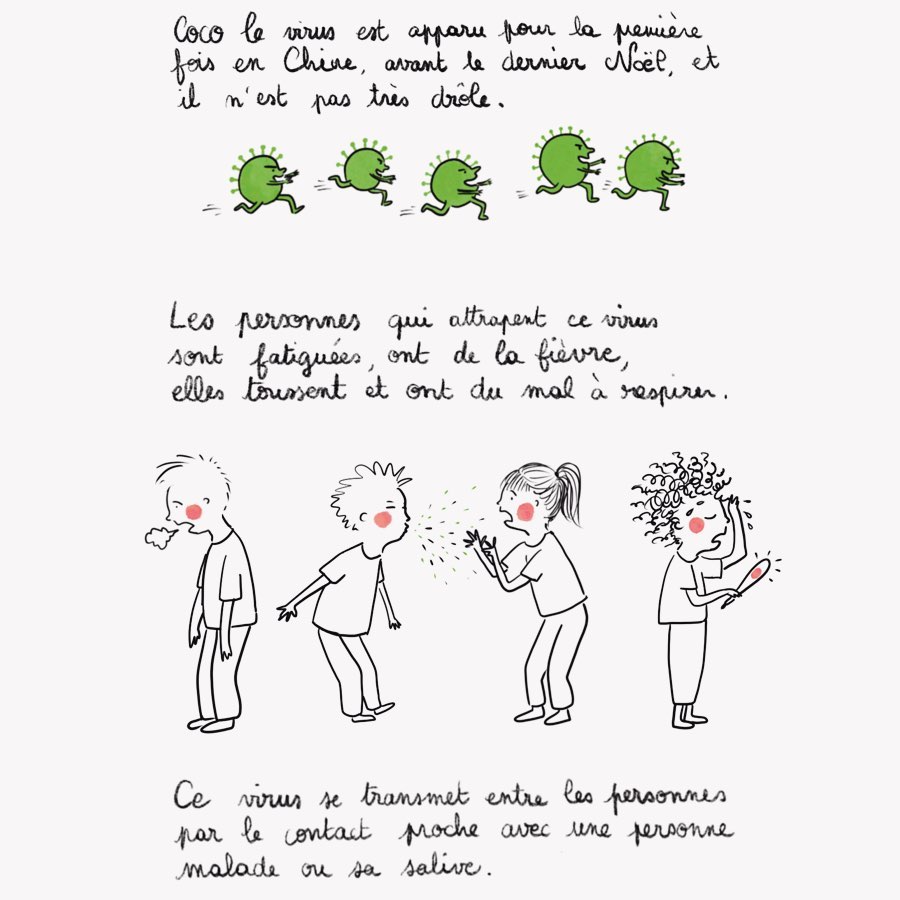 Coco le virus est apparu pour la première
fois en Chine, avant le dernier Noël, et
il n'est pas très drôle.
Les personnes qui attrapent ce virus
sont fatiguées, ont de la fièvre,
elles toussent et ont du mal à respirer.
Ce virus se transmet entre les personnes
par le contact proche avec une personne
malade ou sa salive.